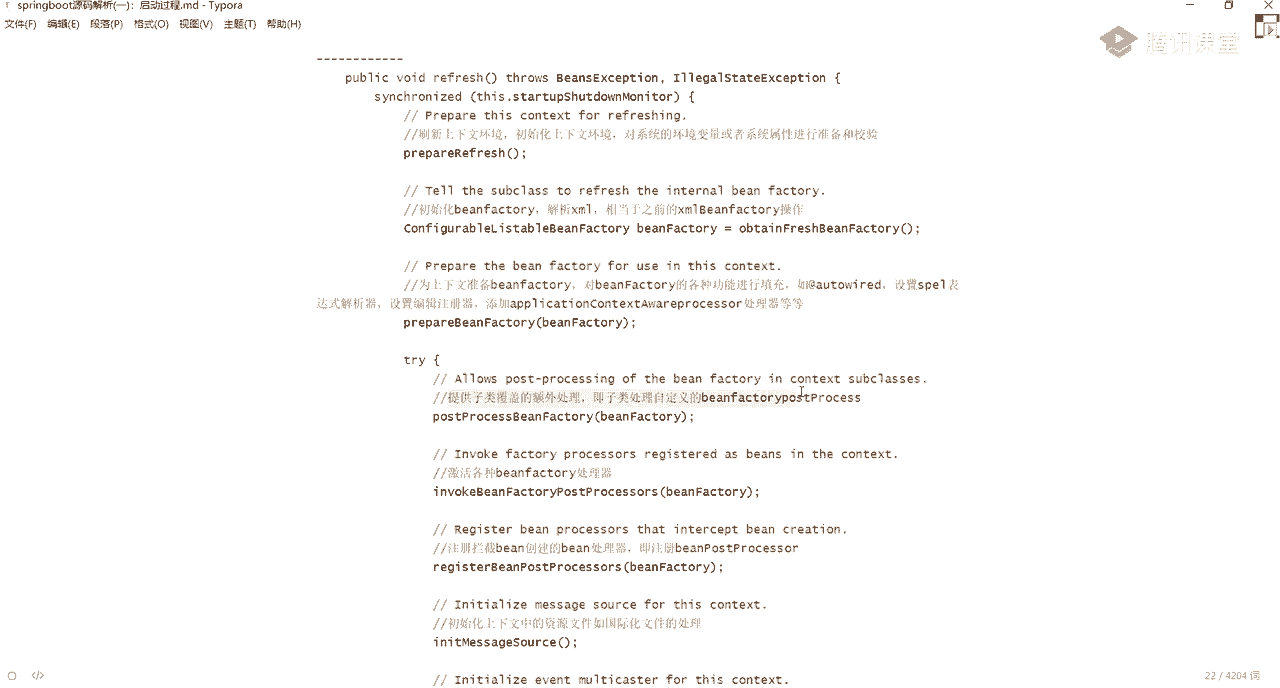 springboot源码解析(一)：启动过程.md - Typora
文件(F) 编辑(E) 段落(P) 格式(O) 视图(V) 主题(T) 帮助(H)
腾讯课堂
------------
public void refresh() throws BeansException, IllegalStateException {
synchronized (this.startupShutdownMonitor) {
// Prepare this context for refreshing.
//刷新上下文环境，初始化上下文环境，对系统的环境变量或者系统属性进行准备和校验
prepareRefresh();
// Tell the subclass to refresh the internal bean factory.
//初始化beanfactory，解析xml，相当于之前的xmlBeanfactory操作
ConfigurableListableBeanFactory beanFactory = obtainFreshBeanFactory();
// Prepare the bean factory for use in this context.
//为上下文准备beanfactory，对beanFactory的各种功能进行填充，如@autowired，设置spel表
达式解析器，设置编辑注册器，添加applicationContextAwareprocessor处理器等等
prepareBeanFactory(beanFactory);
try {
// Allows post-processing of the bean factory in context subclasses.
//提供子类覆盖的额外处理，即子类处理自定义的beanfactorypostProcess
postProcessBeanFactory(beanFactory);
// Invoke factory processors registered as beans in the context.
//激活各种beanfactory处理器
invokeBeanFactoryPostProcessors(beanFactory);
// Register bean processors that intercept bean creation.
//注册拦截bean创建的bean处理器，即注册beanPostProcessor
registerBeanPostProcessors(beanFactory);
// Initialize message source for this context.
//初始化上下文中的资源文件如国际化文件的处理
initMessageSource();
// Initialize event multicaster for this context.
22 / 4204 词